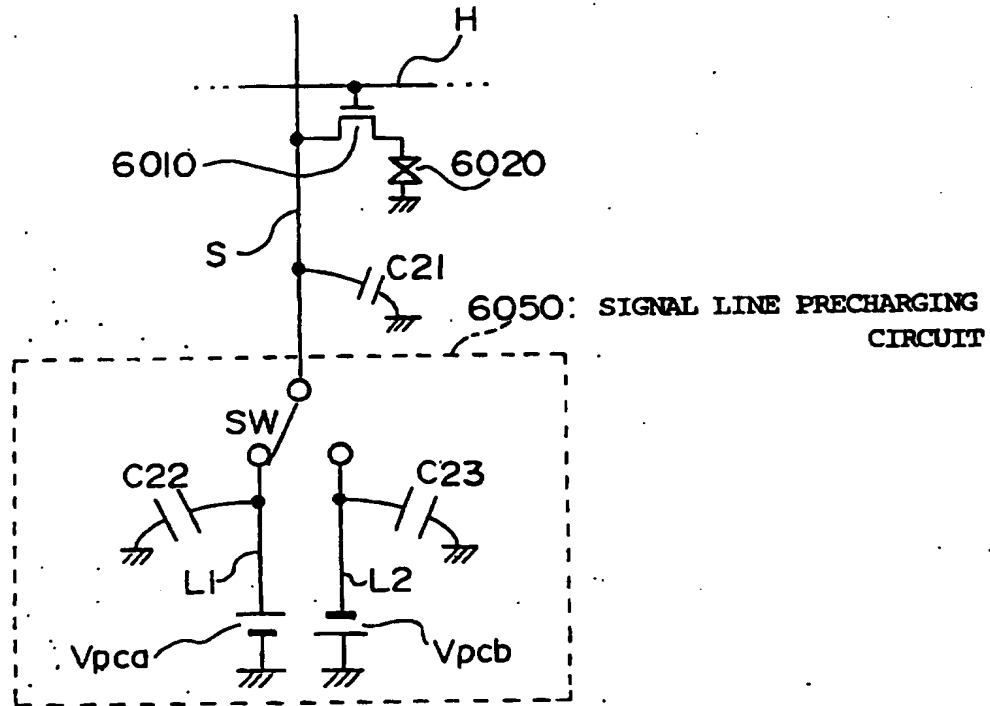 H
6010
6020
S
C21
6050: SIGNAL LINE PRECHARGING
CIRCUIT
SW
C22
C23
L1
L2
Vpca
Vpcb